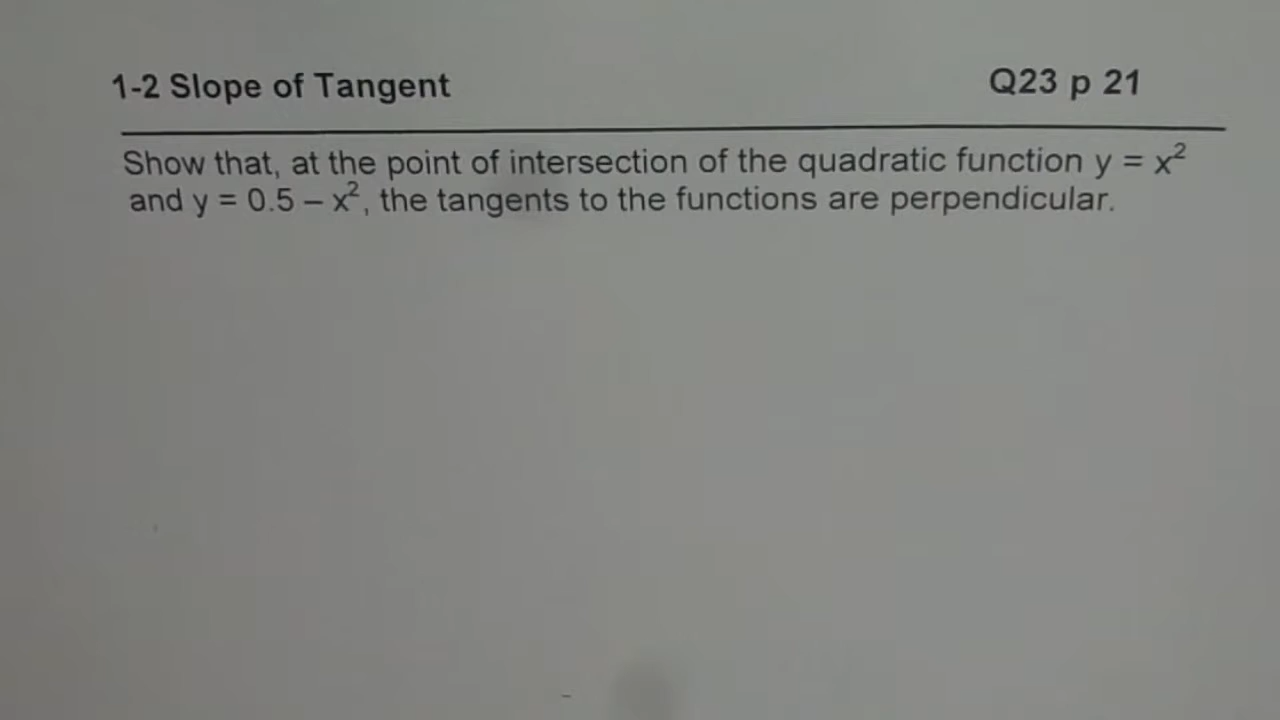 1-2 Slope of Tangent Q23 p 21
Show that, at the point of intersection of the quadratic function y = x²
and y = 0.5 – x², the tangents to the functions are perpendicular.